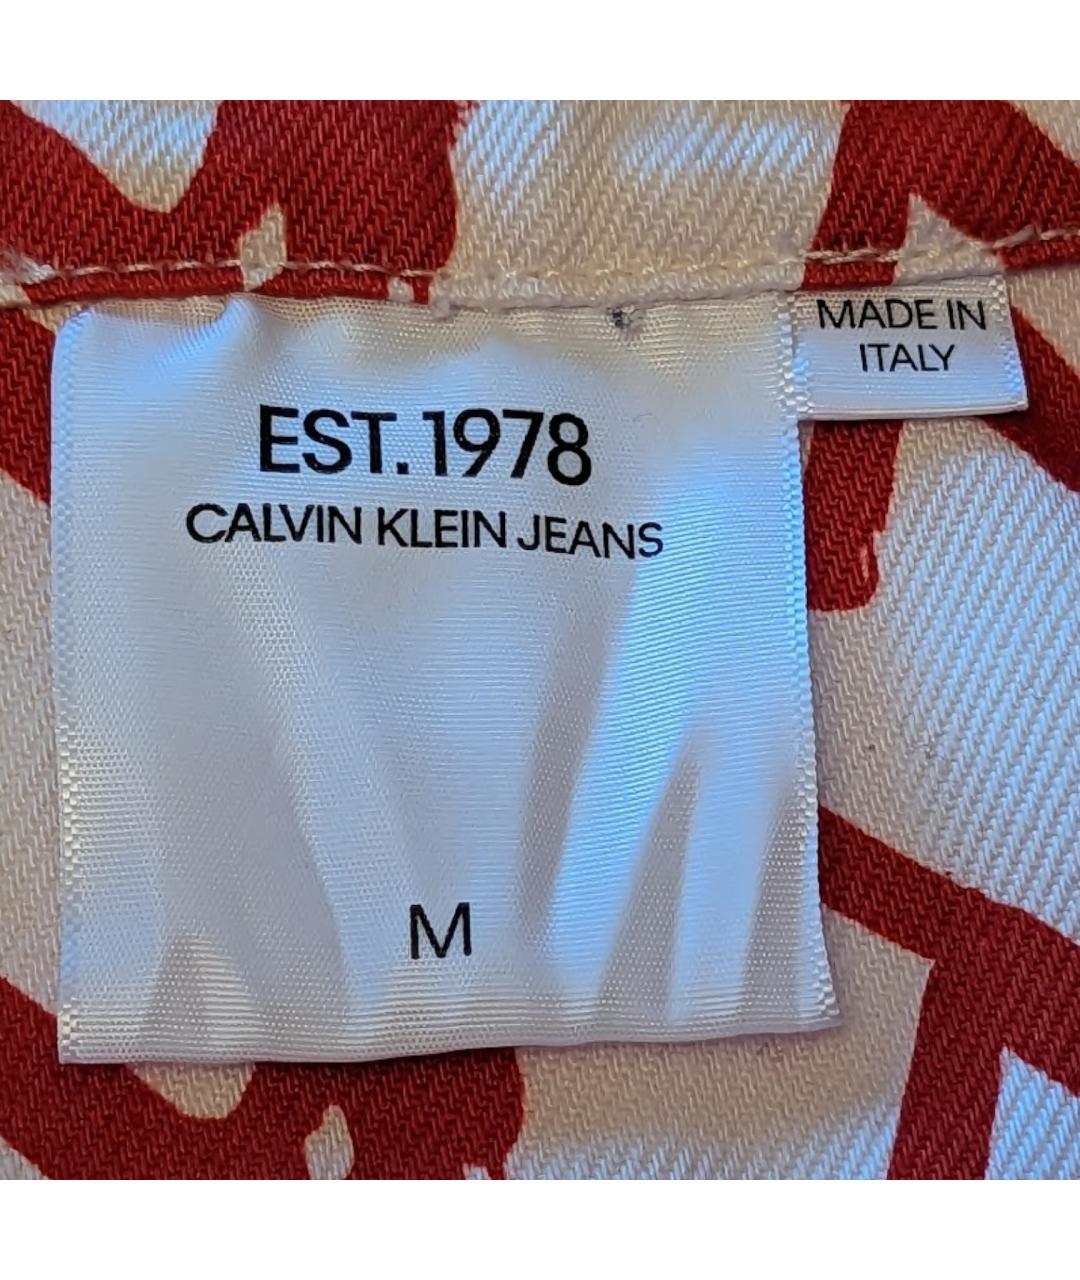 MADE IN
ITALY
EST. 1978
CALVIN KLEIN JEANS
M